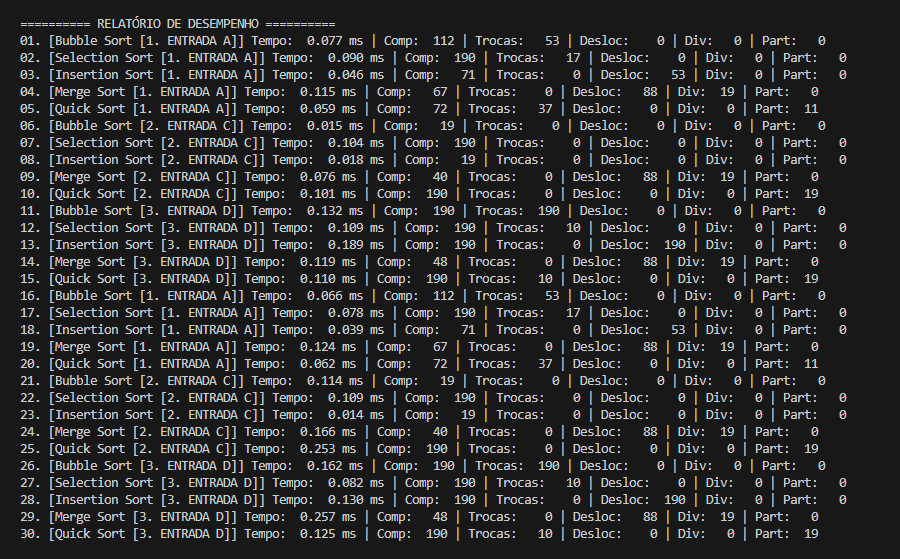 ========== RELATÓRIO DE DESEMPENHO ==========
01. [Bubble Sort [1. ENTRADA A]] Tempo:  0.077 ms | Comp:  112 | Trocas:   53 | Desloc:    0 | Div:   0 | Part:   0
02. [Selection Sort [1. ENTRADA A]] Tempo:  0.090 ms | Comp:  190 | Trocas:   17 | Desloc:    0 | Div:   0 | Part:   0
03. [Insertion Sort [1. ENTRADA A]] Tempo:  0.046 ms | Comp:   71 | Trocas:    0 | Desloc:   53 | Div:   0 | Part:   0
04. [Merge Sort [1. ENTRADA A]] Tempo:  0.115 ms | Comp:   67 | Trocas:    0 | Desloc:   88 | Div:  19 | Part:   0
05. [Quick Sort [1. ENTRADA A]] Tempo:  0.059 ms | Comp:   72 | Trocas:   37 | Desloc:    0 | Div:   0 | Part:  11
06. [Bubble Sort [2. ENTRADA C]] Tempo:  0.015 ms | Comp:   19 | Trocas:    0 | Desloc:    0 | Div:   0 | Part:   0
07. [Selection Sort [2. ENTRADA C]] Tempo:  0.104 ms | Comp:  190 | Trocas:    0 | Desloc:    0 | Div:   0 | Part:   0
08. [Insertion Sort [2. ENTRADA C]] Tempo:  0.018 ms | Comp:   19 | Trocas:    0 | Desloc:    0 | Div:   0 | Part:   0
09. [Merge Sort [2. ENTRADA C]] Tempo:  0.076 ms | Comp:   40 | Trocas:    0 | Desloc:   88 | Div:  19 | Part:   0
10. [Quick Sort [2. ENTRADA C]] Tempo:  0.101 ms | Comp:  190 | Trocas:    0 | Desloc:    0 | Div:   0 | Part:  19
11. [Bubble Sort [3. ENTRADA D]] Tempo:  0.132 ms | Comp:  190 | Trocas:  190 | Desloc:    0 | Div:   0 | Part:   0
12. [Selection Sort [3. ENTRADA D]] Tempo:  0.109 ms | Comp:  190 | Trocas:   10 | Desloc:    0 | Div:   0 | Part:   0
13. [Insertion Sort [3. ENTRADA D]] Tempo:  0.189 ms | Comp:  190 | Trocas:    0 | Desloc:  190 | Div:   0 | Part:   0
14. [Merge Sort [3. ENTRADA D]] Tempo:  0.119 ms | Comp:   48 | Trocas:    0 | Desloc:   88 | Div:  19 | Part:   0
15. [Quick Sort [3. ENTRADA D]] Tempo:  0.110 ms | Comp:  190 | Trocas:   10 | Desloc:    0 | Div:   0 | Part:  19
16. [Bubble Sort [1. ENTRADA A]] Tempo:  0.066 ms | Comp:  112 | Trocas:   53 | Desloc:    0 | Div:   0 | Part:   0
17. [Selection Sort [1. ENTRADA A]] Tempo:  0.078 ms | Comp:  190 | Trocas:   17 | Desloc:    0 | Div:   0 | Part:   0
18. [Insertion Sort [1. ENTRADA A]] Tempo:  0.039 ms | Comp:   71 | Trocas:    0 | Desloc:   53 | Div:   0 | Part:   0
19. [Merge Sort [1. ENTRADA A]] Tempo:  0.124 ms | Comp:   67 | Trocas:    0 | Desloc:   88 | Div:  19 | Part:   0
20. [Quick Sort [1. ENTRADA A]] Tempo:  0.062 ms | Comp:   72 | Trocas:   37 | Desloc:    0 | Div:   0 | Part:  11
21. [Bubble Sort [2. ENTRADA C]] Tempo:  0.114 ms | Comp:   19 | Trocas:    0 | Desloc:    0 | Div:   0 | Part:   0
22. [Selection Sort [2. ENTRADA C]] Tempo:  0.109 ms | Comp:  190 | Trocas:    0 | Desloc:    0 | Div:   0 | Part:   0
23. [Insertion Sort [2. ENTRADA C]] Tempo:  0.014 ms | Comp:   19 | Trocas:    0 | Desloc:    0 | Div:   0 | Part:   0
24. [Merge Sort [2. ENTRADA C]] Tempo:  0.166 ms | Comp:   40 | Trocas:    0 | Desloc:   88 | Div:  19 | Part:   0
25. [Quick Sort [2. ENTRADA C]] Tempo:  0.253 ms | Comp:  190 | Trocas:    0 | Desloc:    0 | Div:   0 | Part:  19
26. [Bubble Sort [3. ENTRADA D]] Tempo:  0.162 ms | Comp:  190 | Trocas:  190 | Desloc:    0 | Div:   0 | Part:   0
27. [Selection Sort [3. ENTRADA D]] Tempo:  0.082 ms | Comp:  190 | Trocas:   10 | Desloc:    0 | Div:   0 | Part:   0
28. [Insertion Sort [3. ENTRADA D]] Tempo:  0.130 ms | Comp:  190 | Trocas:    0 | Desloc:  190 | Div:   0 | Part:   0
29. [Merge Sort [3. ENTRADA D]] Tempo:  0.257 ms | Comp:   48 | Trocas:    0 | Desloc:   88 | Div:  19 | Part:   0
30. [Quick Sort [3. ENTRADA D]] Tempo:  0.125 ms | Comp:  190 | Trocas:   10 | Desloc:    0 | Div:   0 | Part:  19